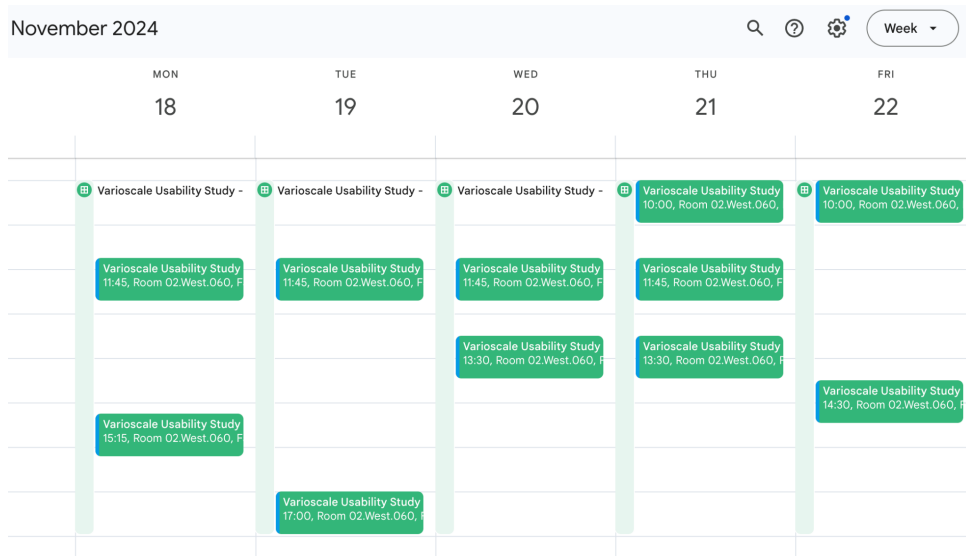 November 2024
Week
MON
TUE
WED
THU
FRI
18
19
20
21
22
Varioscale Usability Study -
Varioscale Usability Study -
Varioscale Usability Study -
Varioscale Usability Study
10:00, Room 02.West.060,
Varioscale Usability Study
10:00, Room 02.West.060,
Varioscale Usability Study
11:45, Room 02.West.060, F
Varioscale Usability Study
11:45, Room 02.West.060, F
Varioscale Usability Study
11:45, Room 02.West.060, F
Varioscale Usability Study
11:45, Room 02.West.060, F
Varioscale Usability Study
13:30, Room 02.West.060, F
Varioscale Usability Study
13:30, Room 02.West.060, F
Varioscale Usability Study
14:30, Room 02.West.060, F
Varioscale Usability Study
15:15, Room 02.West.060, F
Varioscale Usability Study
17:00, Room 02.West.060, F